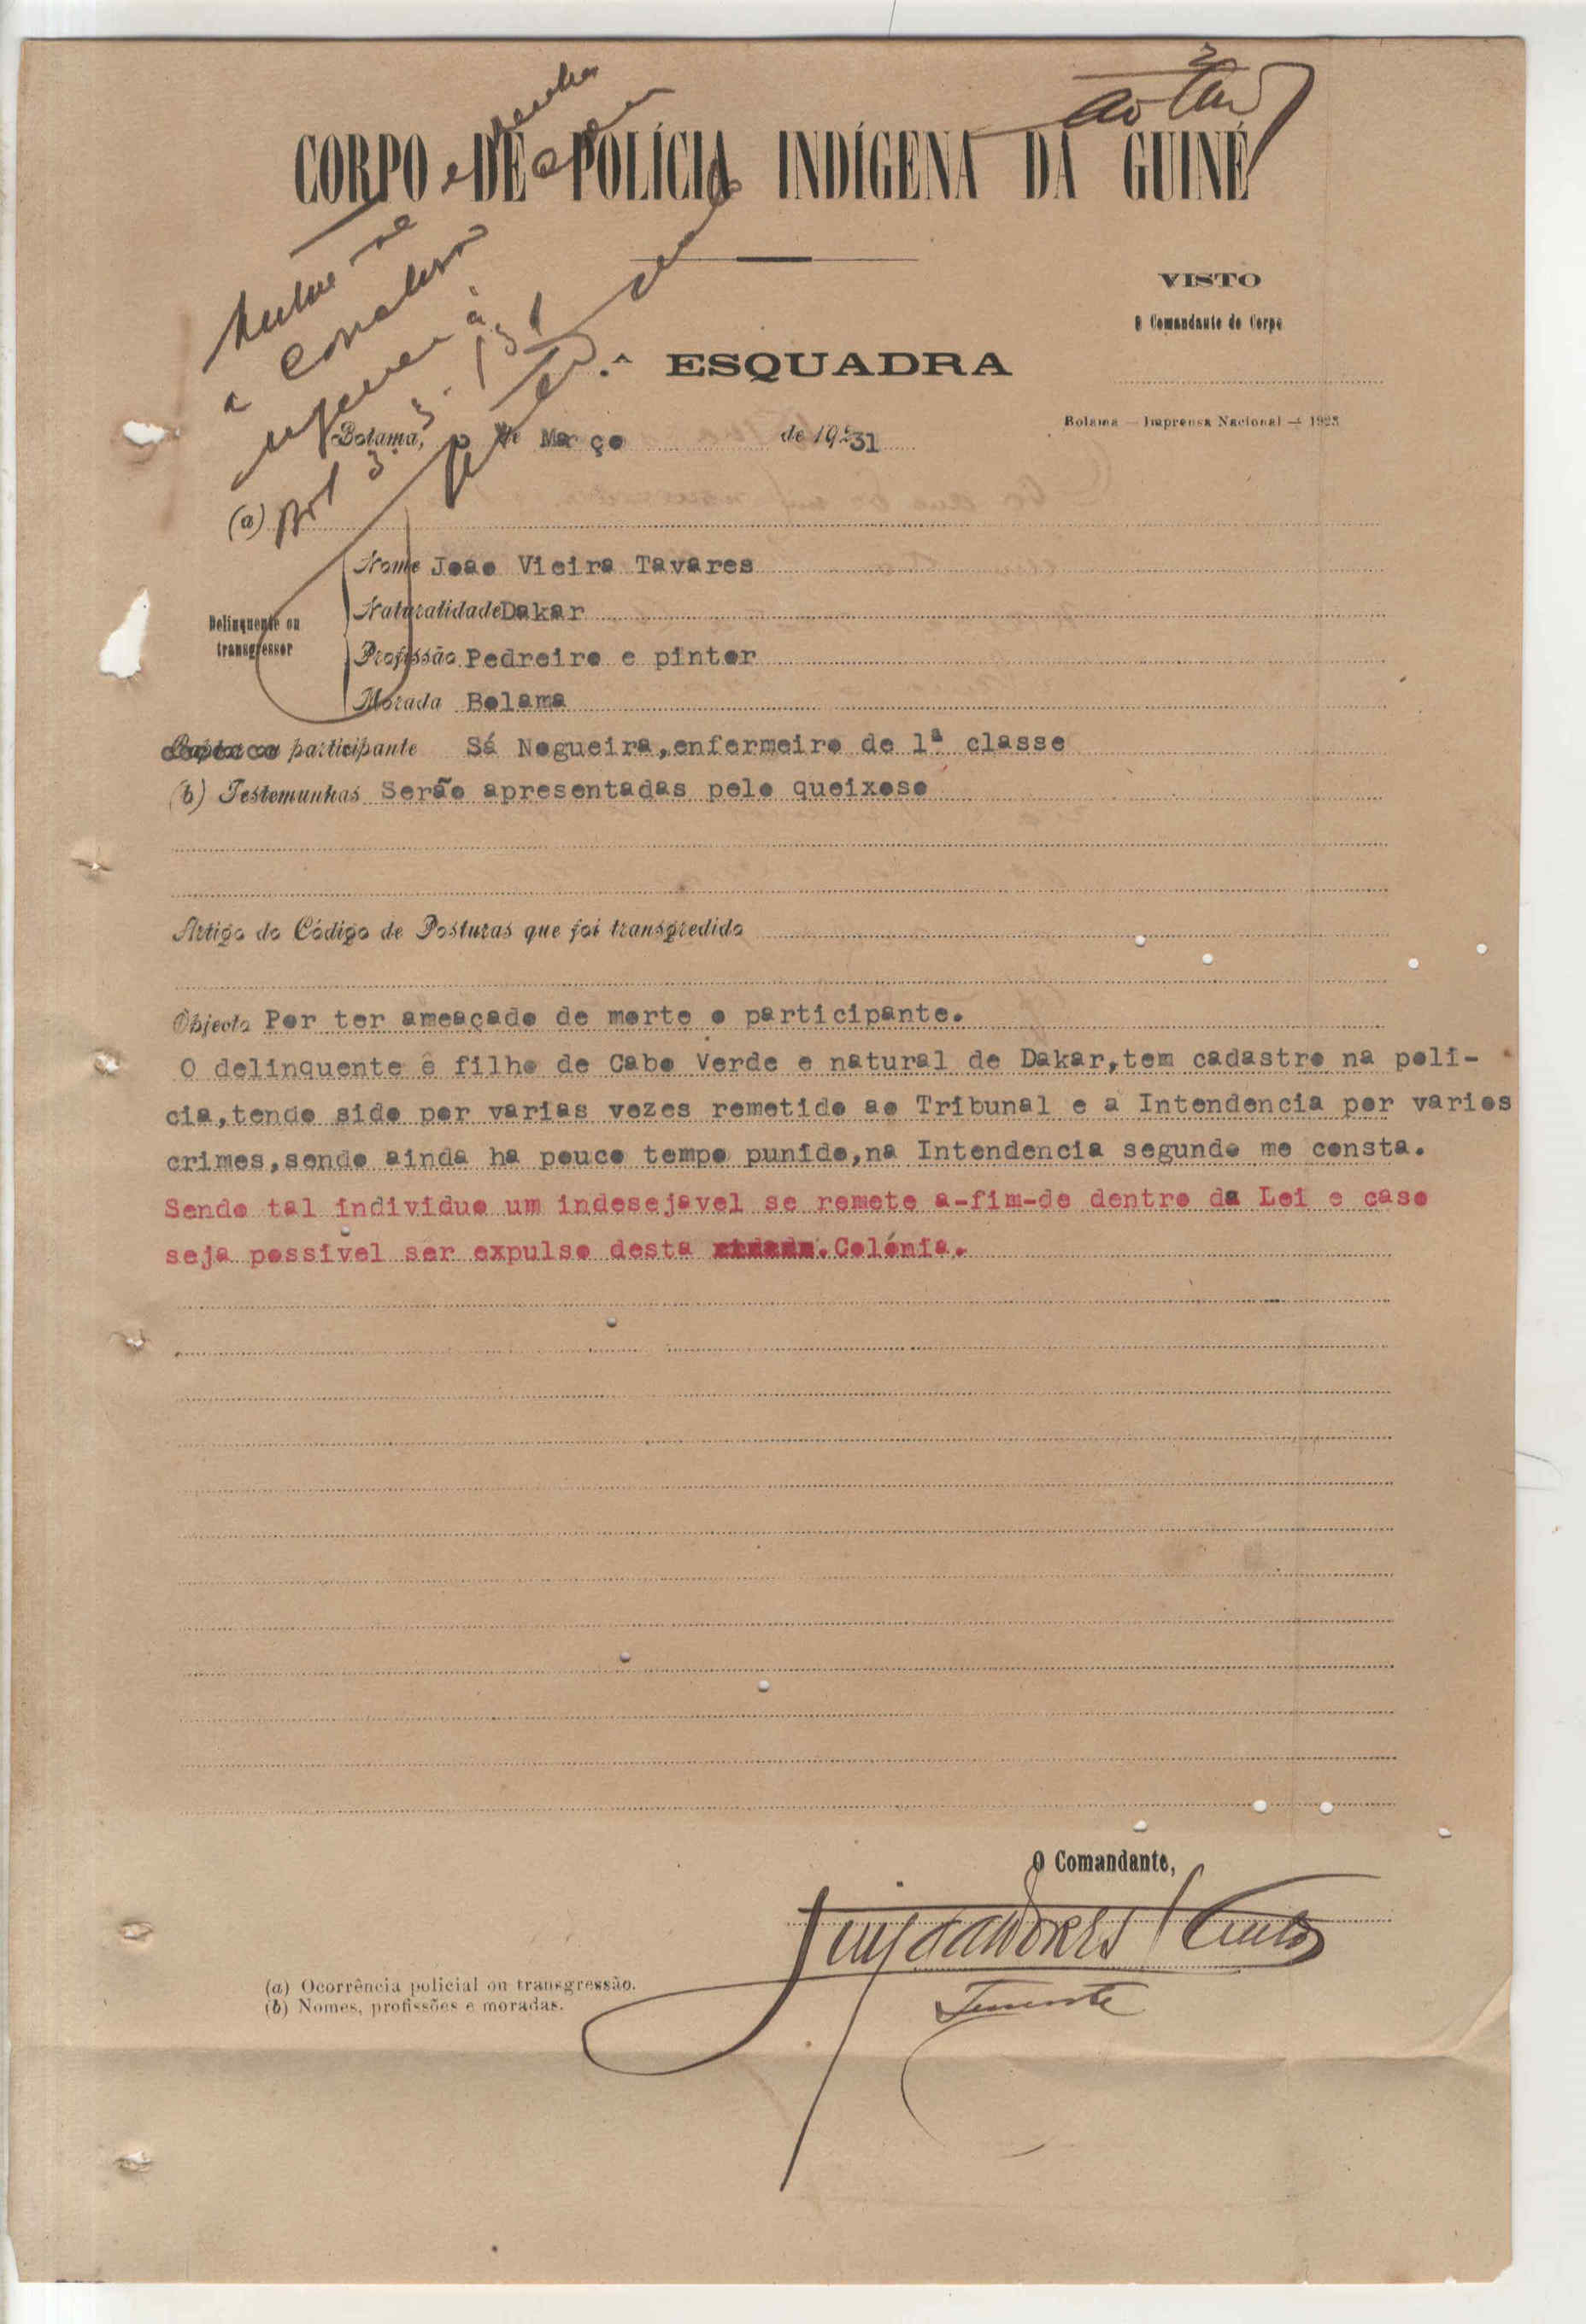 CORPO DE POLÍCIA INDÍGENA DA GUINÉ
VISTO
O Comandante do Corpo
.ª ESQUADRA
Bolama — Imprensa Nacional — 1925
Bolama, de Março de 19231
(a)
Delinquente ou transgressor
Nome João Vieira Tavares
Naturalidade Dakar
Profissão Pedreiro e pintor
Morada Bolama
participante Sá Nogueira, enfermeiro de 1ª classe
(b) Testemunhas Serão apresentadas pelo queixoso
Artigo do Código de Posturas que foi transgredido
Objecto Por ter ameaçado de morte o participante.
O delinquente ê filho de Cabo Verde e natural de Dakar, tem cadastro na polí-
cia, tendo sido por varias vezes remetido ao Tribunal e a Intendencia por varios
crimes, sendo ainda ha pouco tempo punido, na Intendencia segundo me consta.
Sendo tal individuo um indesejavel se remete a-fim-de dentro da Lei e caso
seja possivel ser expulso desta Colónia.
O Comandante,
Tenente
(a) Ocorrência policial ou transgressão.
(b) Nomes, profissões e moradas.